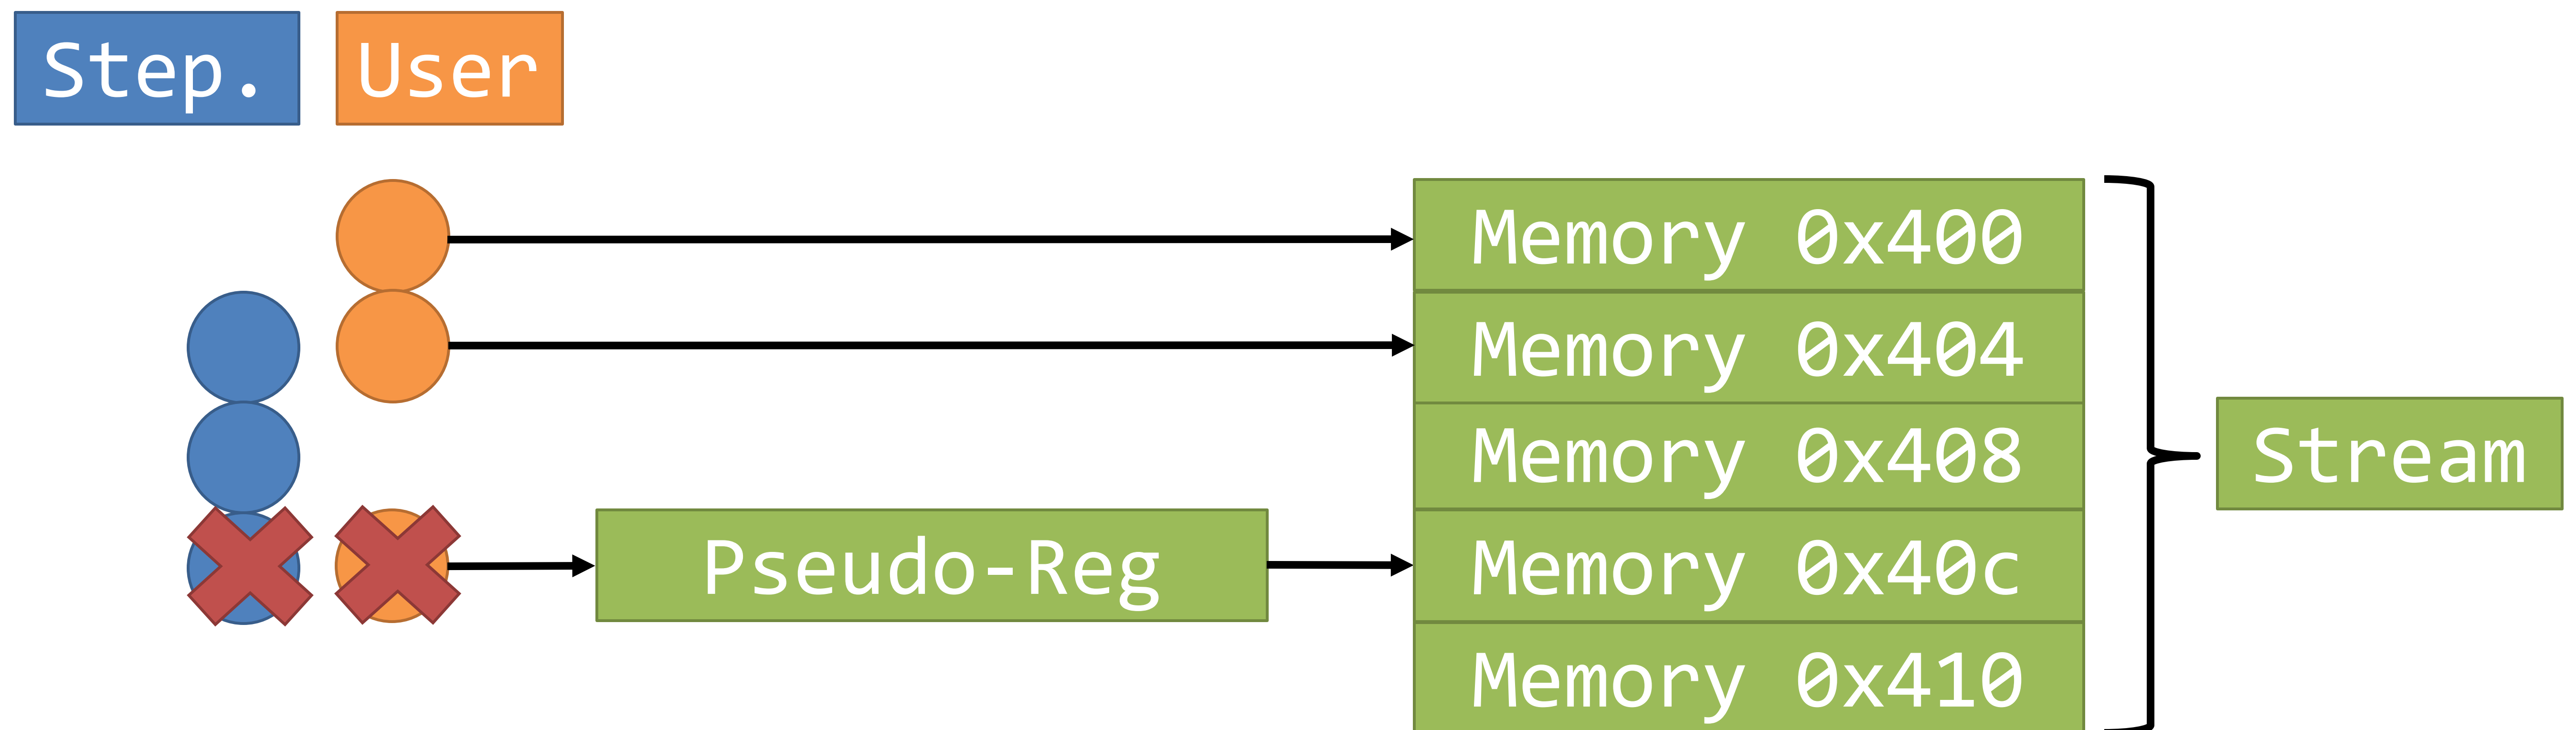 Step.
User
Memory 0x400
Memory 0x404
Memory 0x408
Stream
Pseudo-Reg
Memory 0x40c
Memory 0x410